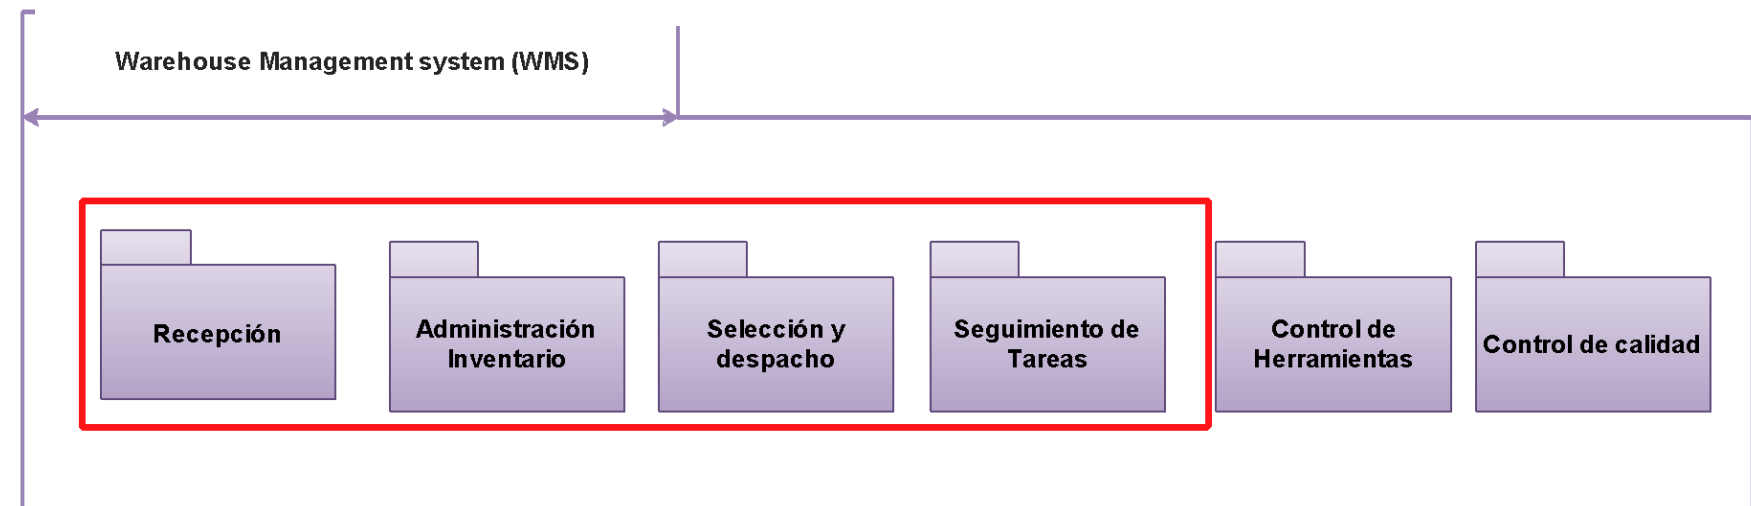 Warehouse Management system (WMS)
Recepción
Administración
Inventario
Selección y
despacho
Seguimiento de
Tareas
Control de
Herramientas
Control de calidad